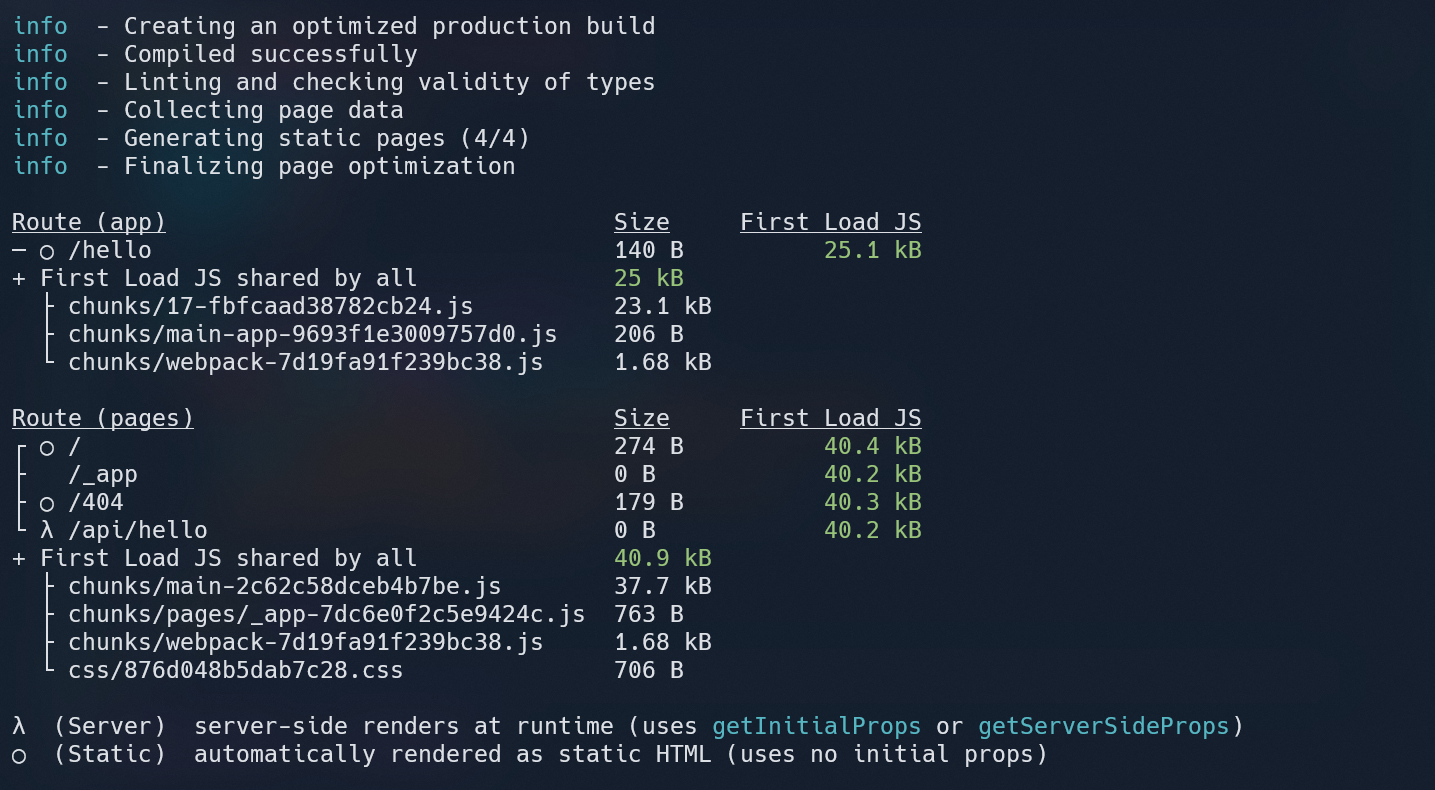 info  - Creating an optimized production build
info  - Compiled successfully
info  - Linting and checking validity of types
info  - Collecting page data
info  - Generating static pages (4/4)
info  - Finalizing page optimization

Route (app)                                Size     First Load JS
─ ○ /hello                                 140 B          25.1 kB
+ First Load JS shared by all              25 kB
  ├ chunks/17-fbfcaad38782cb24.js          23.1 kB
  ├ chunks/main-app-9693f1e3009757d0.js    206 B
  └ chunks/webpack-7d19fa91f239bc38.js     1.68 kB

Route (pages)                              Size     First Load JS
┌ ○ /                                      274 B          40.4 kB
├   /_app                                  0 B            40.2 kB
├ ○ /404                                   179 B          40.3 kB
└ λ /api/hello                             0 B            40.2 kB
+ First Load JS shared by all              40.9 kB
  ├ chunks/main-2c62c58dceb4b7be.js        37.7 kB
  ├ chunks/pages/_app-7dc6e0f2c5e9424c.js  763 B
  ├ chunks/webpack-7d19fa91f239bc38.js     1.68 kB
  └ css/876d048b5dab7c28.css               706 B

λ  (Server)  server-side renders at runtime (uses getInitialProps or getServerSideProps)
○  (Static)  automatically rendered as static HTML (uses no initial props)